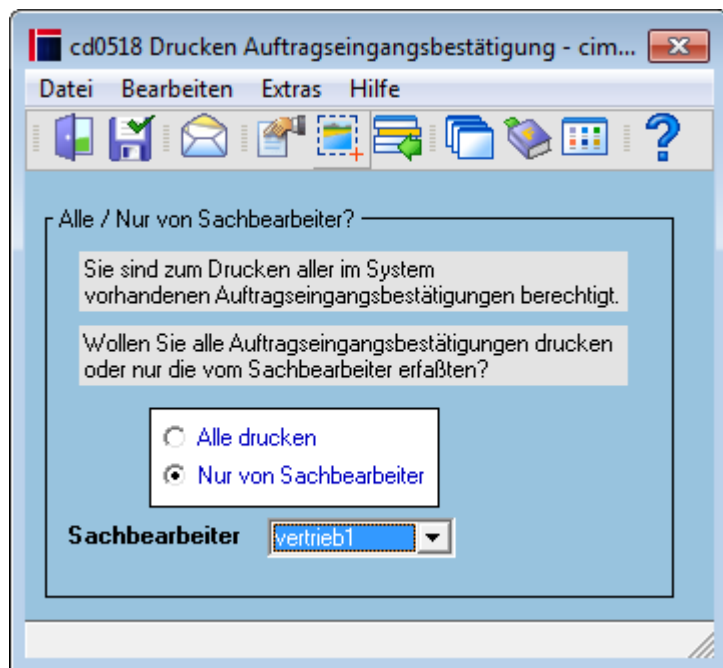 cd0518 Drucken Auftragseingangsbestätigung - cim...
Datei Bearbeiten Extras Hilfe
Alle / Nur von Sachbearbeiter?
Sie sind zum Drucken aller im System
vorhandenen Auftragseingangsbestätigungen berechtigt.
Wollen Sie alle Auftragseingangsbestätigungen drucken
oder nur die vom Sachbearbeiter erfaßten?
Alle drucken
Nur von Sachbearbeiter
Sachbearbeiter vertrieb1